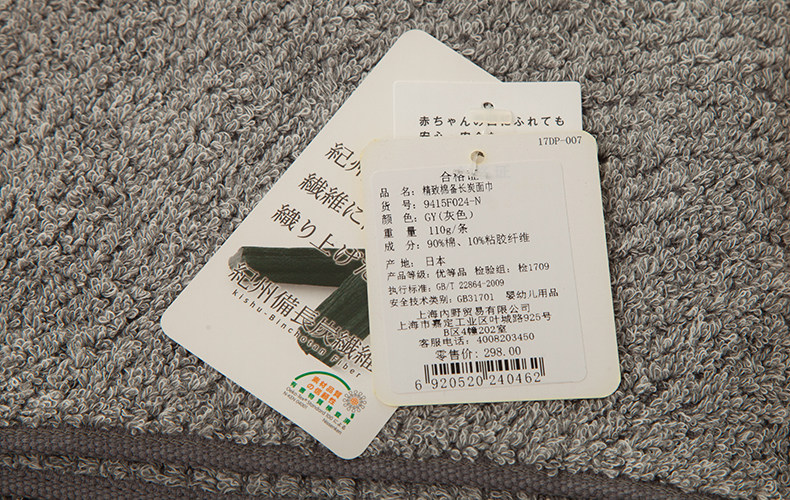 赤ちゃんの
ふれても
安心
17DP-007
合格证
品 名：精致棉备长炭面巾
货 号：9415F024-N
颜 色：GY(灰色)
重 量 110g/条
成 分：90%棉、10%粘胶纤维
产 地：日本
产品等级：优等品 检验组：检1709
执行标准：GB/T 22864-2009
安全技术类别：GB31701 婴幼儿用品
上海内野贸易有限公司
上海市嘉定工业区叶城路925号
B区4幢202室
客服电话：4008203450
零售价：298.00
6 920520 240462
紀州
繊維に
織り上げた
紀州備長炭繊維
kishu-Binchotan Fiber